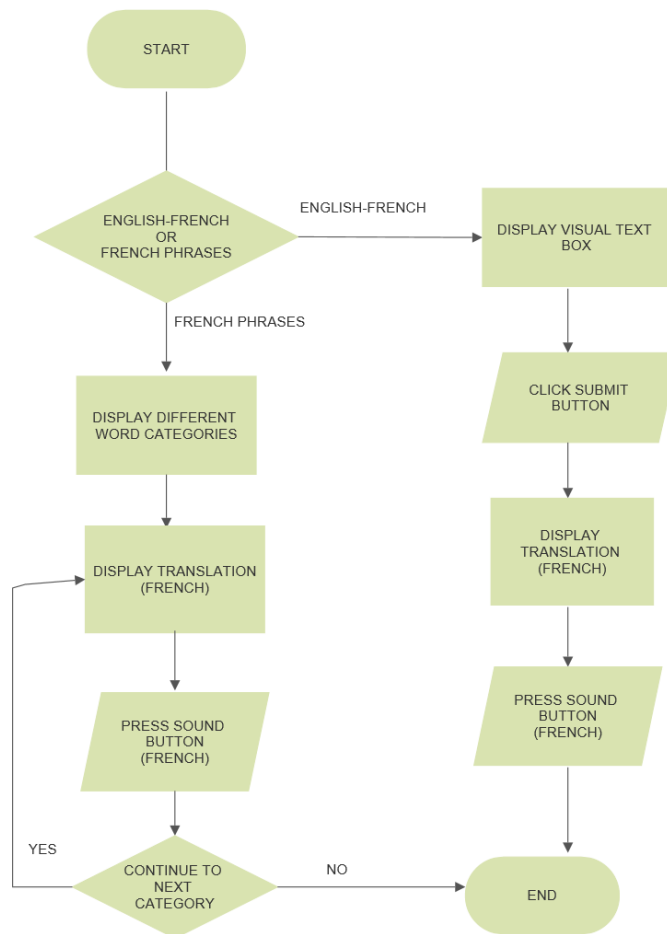 START
ENGLISH-FRENCH
OR
FRENCH PHRASES
ENGLISH-FRENCH
DISPLAY VISUAL TEXT
BOX
FRENCH PHRASES
CLICK SUBMIT
BUTTON
DISPLAY DIFFERENT
WORD CATEGORIES
DISPLAY
TRANSLATION
(FRENCH)
DISPLAY TRANSLATION
(FRENCH)
PRESS SOUND
BUTTON
(FRENCH)
PRESS SOUND
BUTTON
(FRENCH)
YES
CONTINUE TO
NEXT
CATEGORY
NO
END